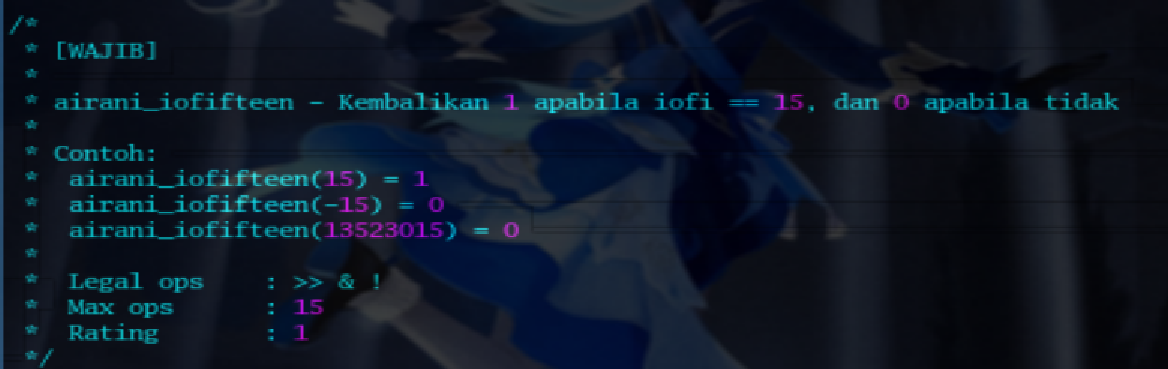 /*
 * [WAJIB]
 *
 * airani_iofifteen – Kembalikan 1 apabila iofi == 15, dan 0 apabila tidak
 *
 * Contoh:
 *  airani_iofifteen(15) = 1
 *  airani_iofifteen(-15) = 0
 *  airani_iofifteen(13523015) = 0
 *
 *  Legal ops    : >> & !
 *  Max ops      : 15
 *  Rating       : 1
 */